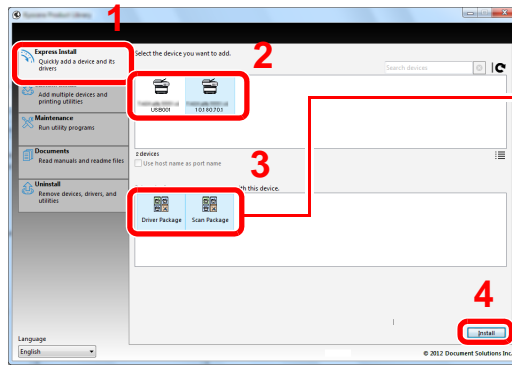 Product Library
1
Express Install
Quickly add a device and its
drivers
Select the device you want to add.
2
Search devices
Add multiple devices and
printing utilities
USB001
10.180.70.1
Maintenance
Run utility programs
Documents
Read manuals and readme files
2 devices
Use host name as port name
3
th this device.
Uninstall
Remove devices, drivers, and
utilities
Driver Package
Scan Package
4
Install
Language
English
© 2012 Document Solutions Inc.